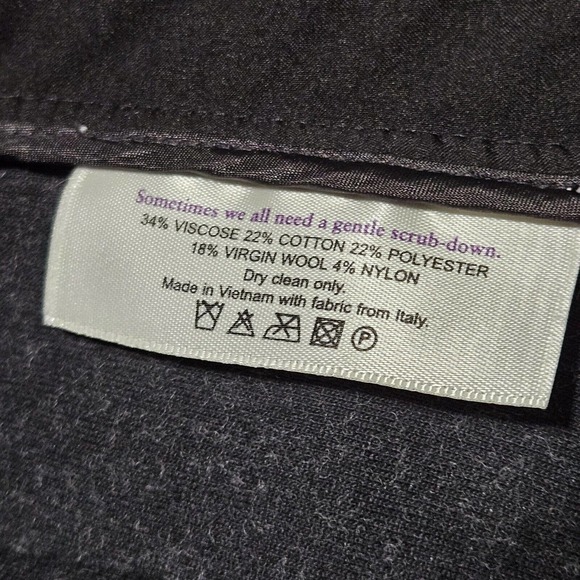 Sometimes we all need a gentle scrub-down.
34% VISCOSE 22% COTTON 22% POLYESTER
18% VIRGIN WOOL 4% NYLON
Dry clean only.
Made in Vietnam with fabric from Italy.
P